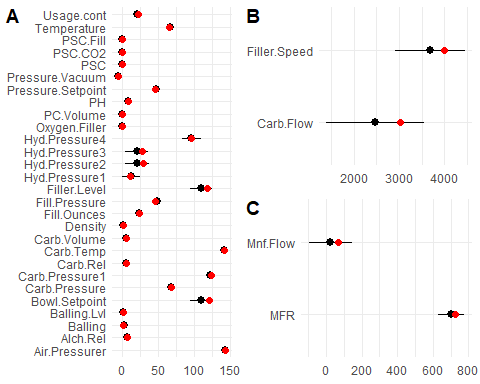 A
Usage.cont
Temperature
PSC.Fill
PSC.CO2
PSC
Pressure.Vacuum
Pressure.Setpoint
PH
PC.Volume
Oxygen.Filler
Hyd.Pressure4
Hyd.Pressure3
Hyd.Pressure2
Hyd.Pressure1
Filler.Level
Fill.Pressure
Fill.Ounces
Density
Carb.Volume
Carb.Temp
Carb.Rel
Carb.Pressure1
Carb.Pressure
Bowl.Setpoint
Balling.Lvl
Balling
Alch.Rel
Air.Pressurer
0 50 100 150
B
Filler.Speed
Carb.Flow
2000 3000 4000
C
Mnf.Flow
MFR
0 200 400 600 800